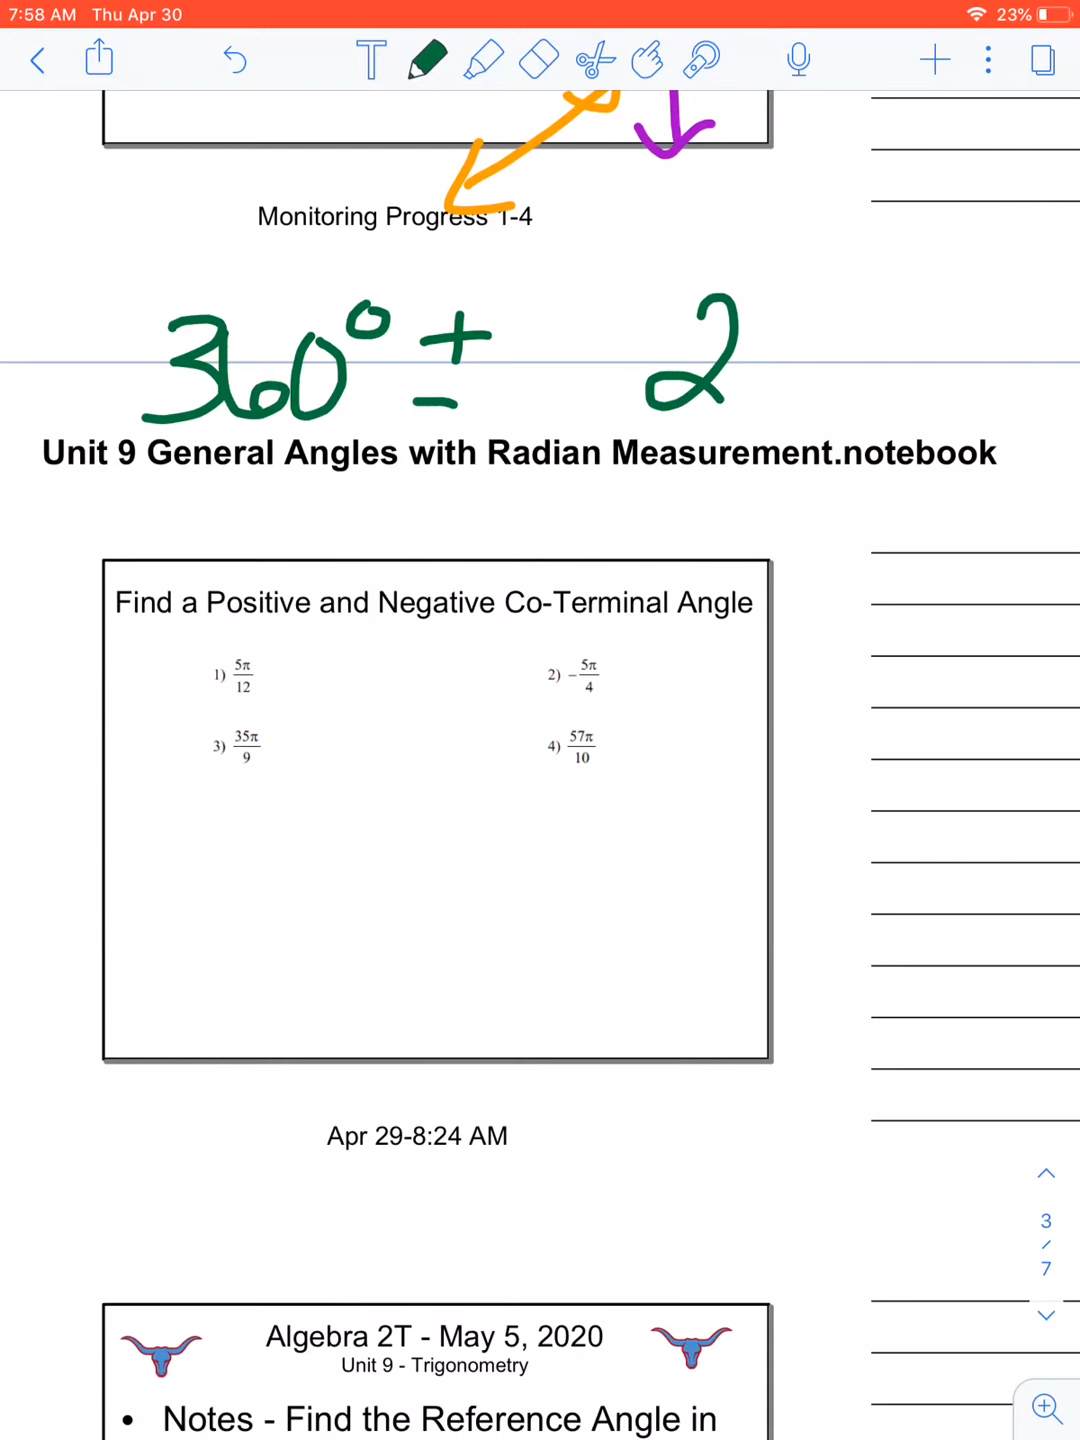 7:58 AM Thu Apr 30 23%
Monitoring Progress 1-4
360° ± 2
Unit 9 General Angles with Radian Measurement.notebook
Find a Positive and Negative Co-Terminal Angle
1) 5π/12 2) -5π/4
3) 35π/9 4) 57π/10
Apr 29-8:24 AM
3
/
7
Algebra 2T - May 5, 2020
Unit 9 - Trigonometry
• Notes - Find the Reference Angle in